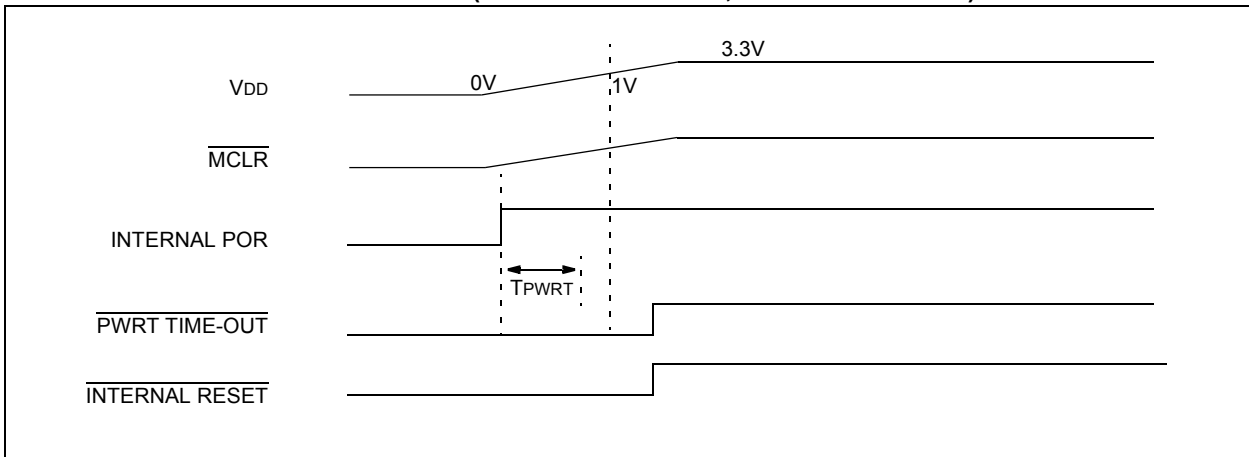 3.3V
VDD 0V 1V
MCLR
INTERNAL POR
TPWRT
PWRT TIME-OUT
INTERNAL RESET